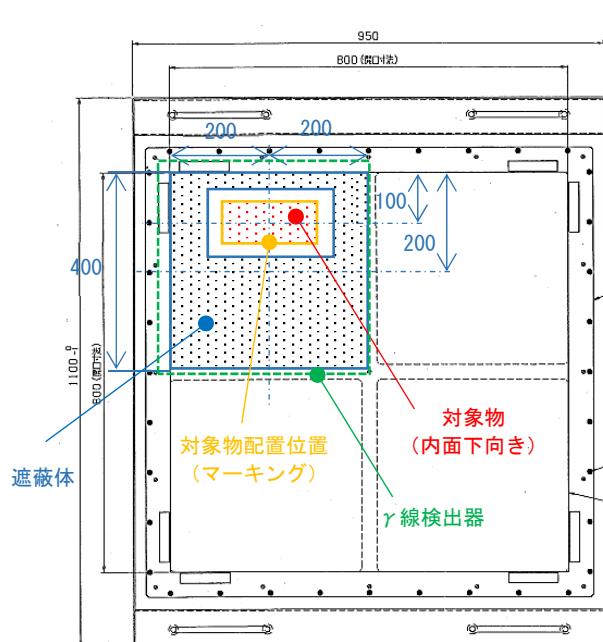 950
800 (開口寸法)
200
200
100
200
400
1100
800 (開口寸法)
対象物
（内面下向き）
対象物配置位置
（マーキング）
遮蔽体
γ線検出器